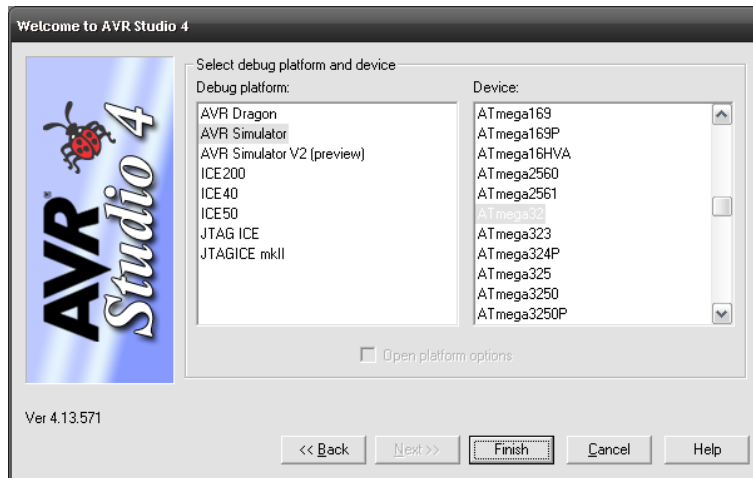 Welcome to AVR Studio 4
AVR Studio 4
Select debug platform and device
Debug platform:
AVR Dragon
AVR Simulator
AVR Simulator V2 (preview)
ICE200
ICE40
ICE50
JTAG ICE
JTAGICE mkII
Device:
ATmega169
ATmega169P
ATmega16HVA
ATmega2560
ATmega2561
ATmega32
ATmega323
ATmega324P
ATmega325
ATmega3250
ATmega3250P
Open platform options
Ver 4.13.571
<< Back
Next >>
Finish
Cancel
Help